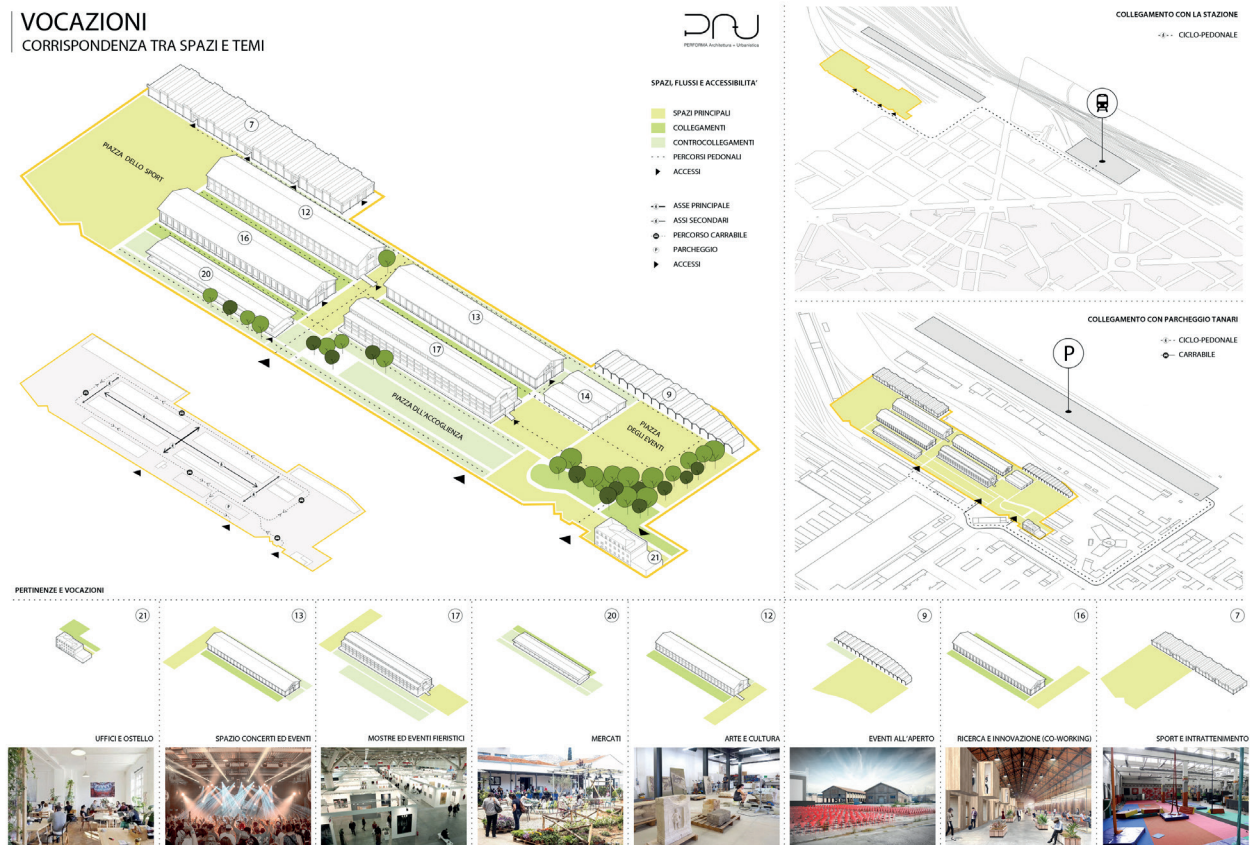 VOCAZIONI
CORRISPONDENZA TRA SPAZI E TEMI
PERFORMA Architettura + Urbanistica
SPAZI, FLUSSI E ACCESSIBILITA'
SPAZI PRINCIPALI
COLLEGAMENTI
CONTROCOLLEGAMENTI
PERCORSI PEDONALI
ACCESSI
ASSE PRINCIPALE
ASSI SECONDARI
PERCORSO CARRABILE
P PARCHEGGIO
ACCESSI
7
PIAZZA DELLO SPORT
12
16
20
13
17
9
14
PIAZZA DLL'ACCOGLIENZA
PIAZZA
DEGLI EVENTI
21
COLLEGAMENTO CON LA STAZIONE
CICLO-PEDONALE
COLLEGAMENTO CON PARCHEGGIO TANARI
CICLO-PEDONALE
CARRABILE
P
PERTINENZE E VOCAZIONI
21
13
17
20
12
9
16
7
UFFICI E OSTELLO
SPAZIO CONCERTI ED EVENTI
MOSTRE ED EVENTI FIERISTICI
MERCATI
ARTE E CULTURA
EVENTI ALL'APERTO
RICERCA E INNOVAZIONE (CO-WORKING)
SPORT E INTRATTENIMENTO